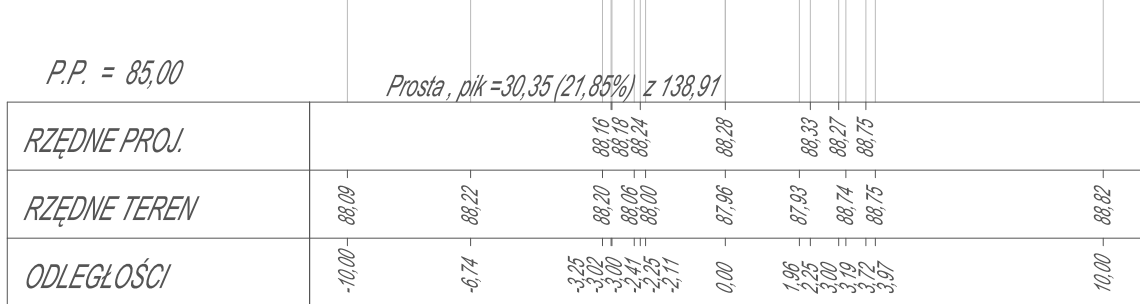 P.P. = 85,00
Prosta , pik =30,35 (21,85%) z 138,91
RZĘDNE PROJ. 88,16 88,18 88,24 88,28 88,33 88,27 88,75
RZĘDNE TEREN 88,09 88,22 88,20 88,06 88,00 87,96 87,93 88,74 88,75 88,82
ODLEGŁOŚCI -10,00 -6,74 -3,25 -3,02 -3,00 -2,41 -2,25 -2,11 0,00 1,96 2,25 3,00 3,19 3,72 3,97 10,00